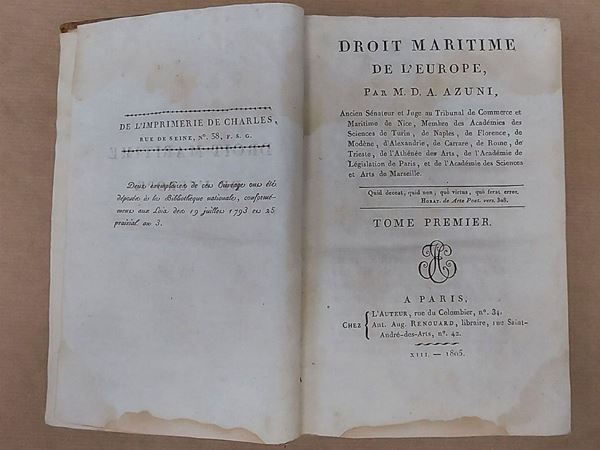 DE L'IMPRIMERIE DE CHARLES,
RUE DE SEINE, N°. 38, F. S. G.
Deux exemplaires de cet Ouvrage ont été
déposés à la Bibliothèque nationale, conformé-
ment aux Lois des 19 juillet 1793 et 25
prairial an 3.
DROIT MARITIME
DE L'EUROPE,
PAR M. D. A. AZUNI,
Ancien Sénateur et Juge au Tribunal de Commerce et
Maritime de Nice, Membre des Académies des
Sciences de Turin, de Naples, de Florence, de
Modène, d'Alexandrie, de Carrare, de Rome, de
Trieste, de l'Athénée des Arts, de l'Académie de
Législation de Paris, et de l'Académie des Sciences
et Arts de Marseille.
Quid deceat, quid non, quò virtus, quò ferat error.
HORAT. de Arte Poet. vers. 308.
TOME PREMIER.
A PARIS,
CHEZ
L'AUTEUR, rue du Colombier, n°. 34.
Ant. Aug. RENOUARD, libraire, rue Saint-
André-des-Arts, n°. 42.
XIII. — 1805.